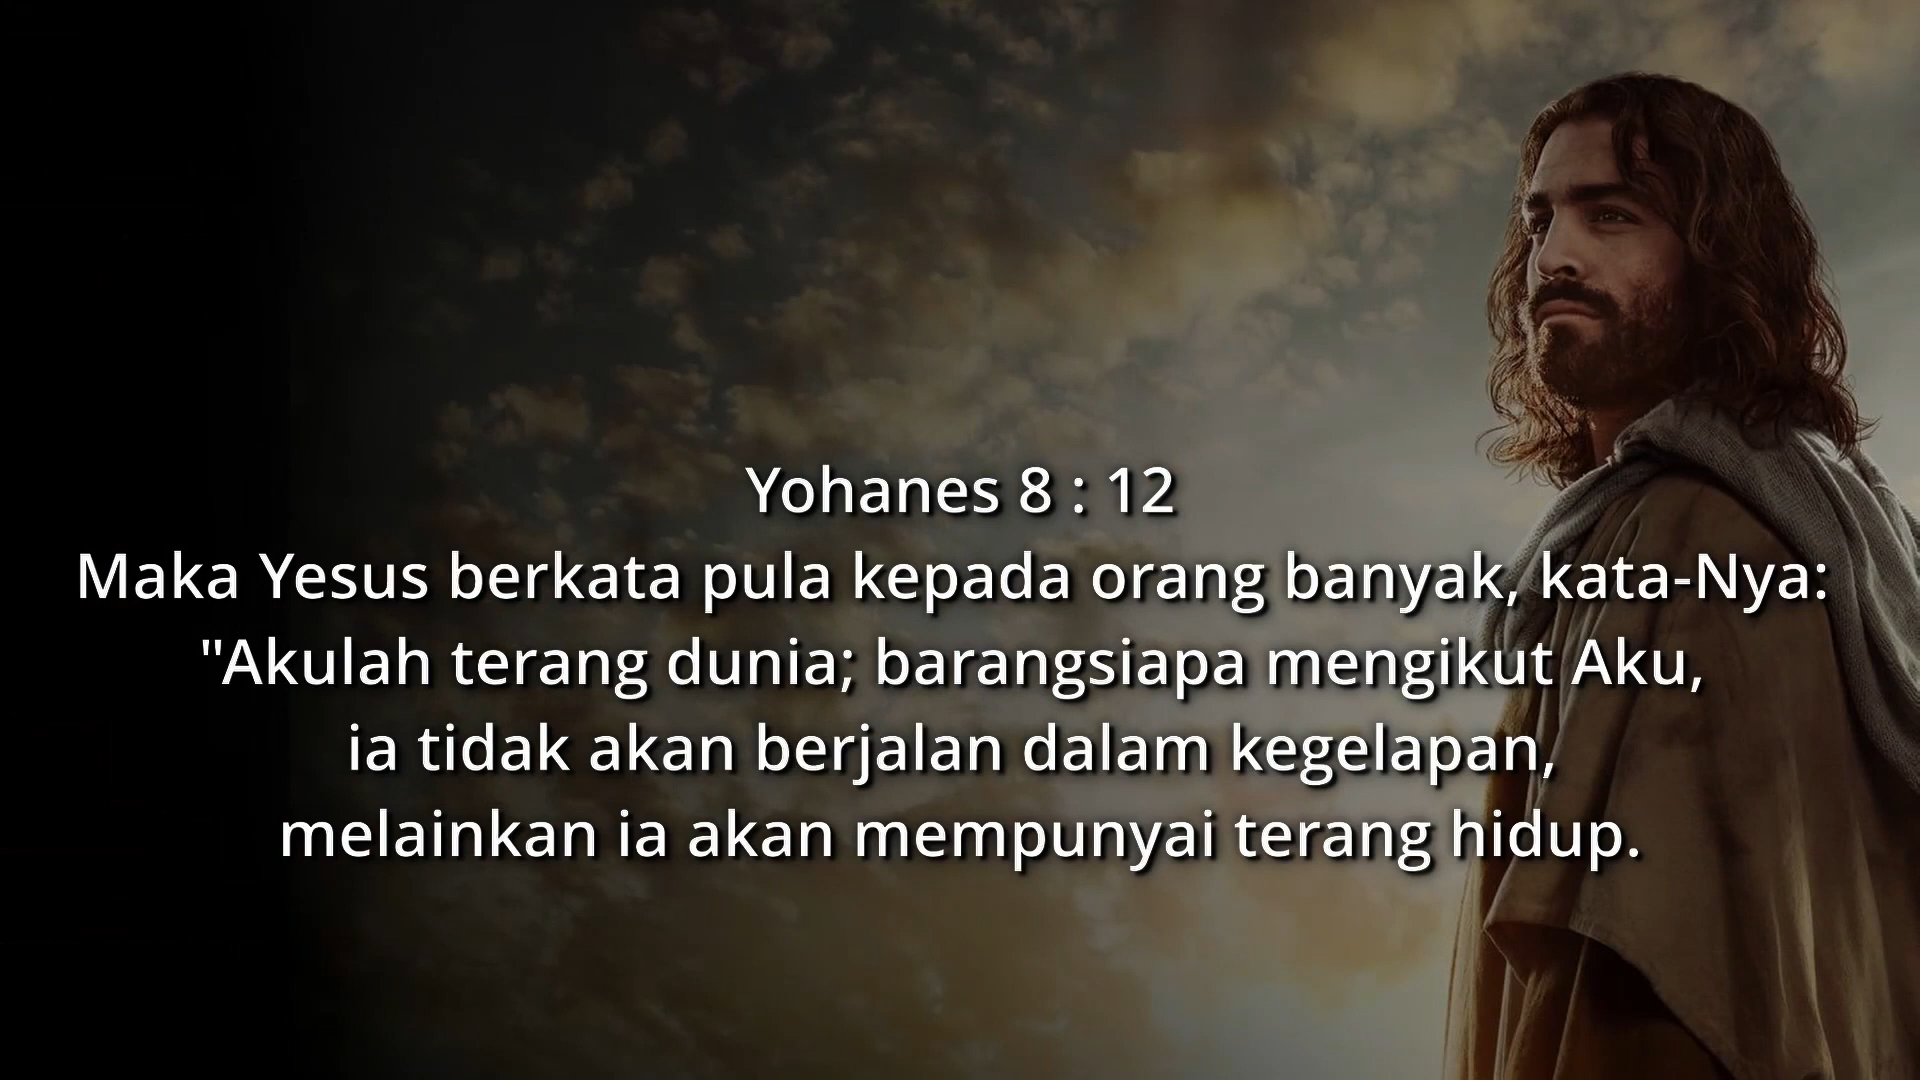 Yohanes 8 : 12
Maka Yesus berkata pula kepada orang banyak, kata-Nya:
"Akulah terang dunia; barangsiapa mengikut Aku,
ia tidak akan berjalan dalam kegelapan,
melainkan ia akan mempunyai terang hidup.